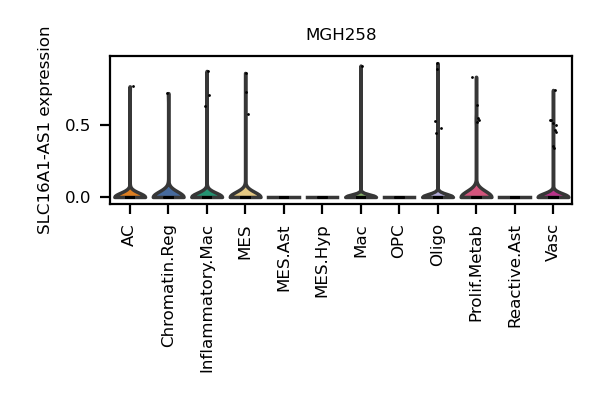 MGH258
SLC16A1-AS1 expression
0.5
0.0
AC
Chromatin.Reg
Inflammatory.Mac
MES
MES.Ast
MES.Hyp
Mac
OPC
Oligo
Prolif.Metab
Reactive.Ast
Vasc